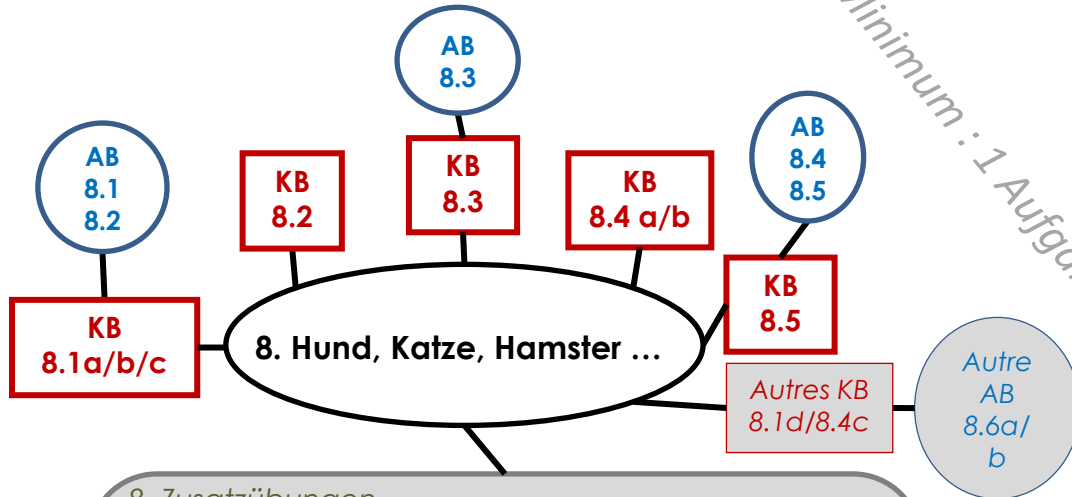 AB
8.3
Minimum : 1
AB
8.1
8.2
KB
8.2
KB
8.3
KB
8.4 a/b
AB
8.4
8.5
KB
8.1a/b/c
8. Hund, Katze, Hamster …
KB
8.5
Autres KB
8.1d/8.4c
Autre
AB
8.6a/
b
8. Zusatzübungen